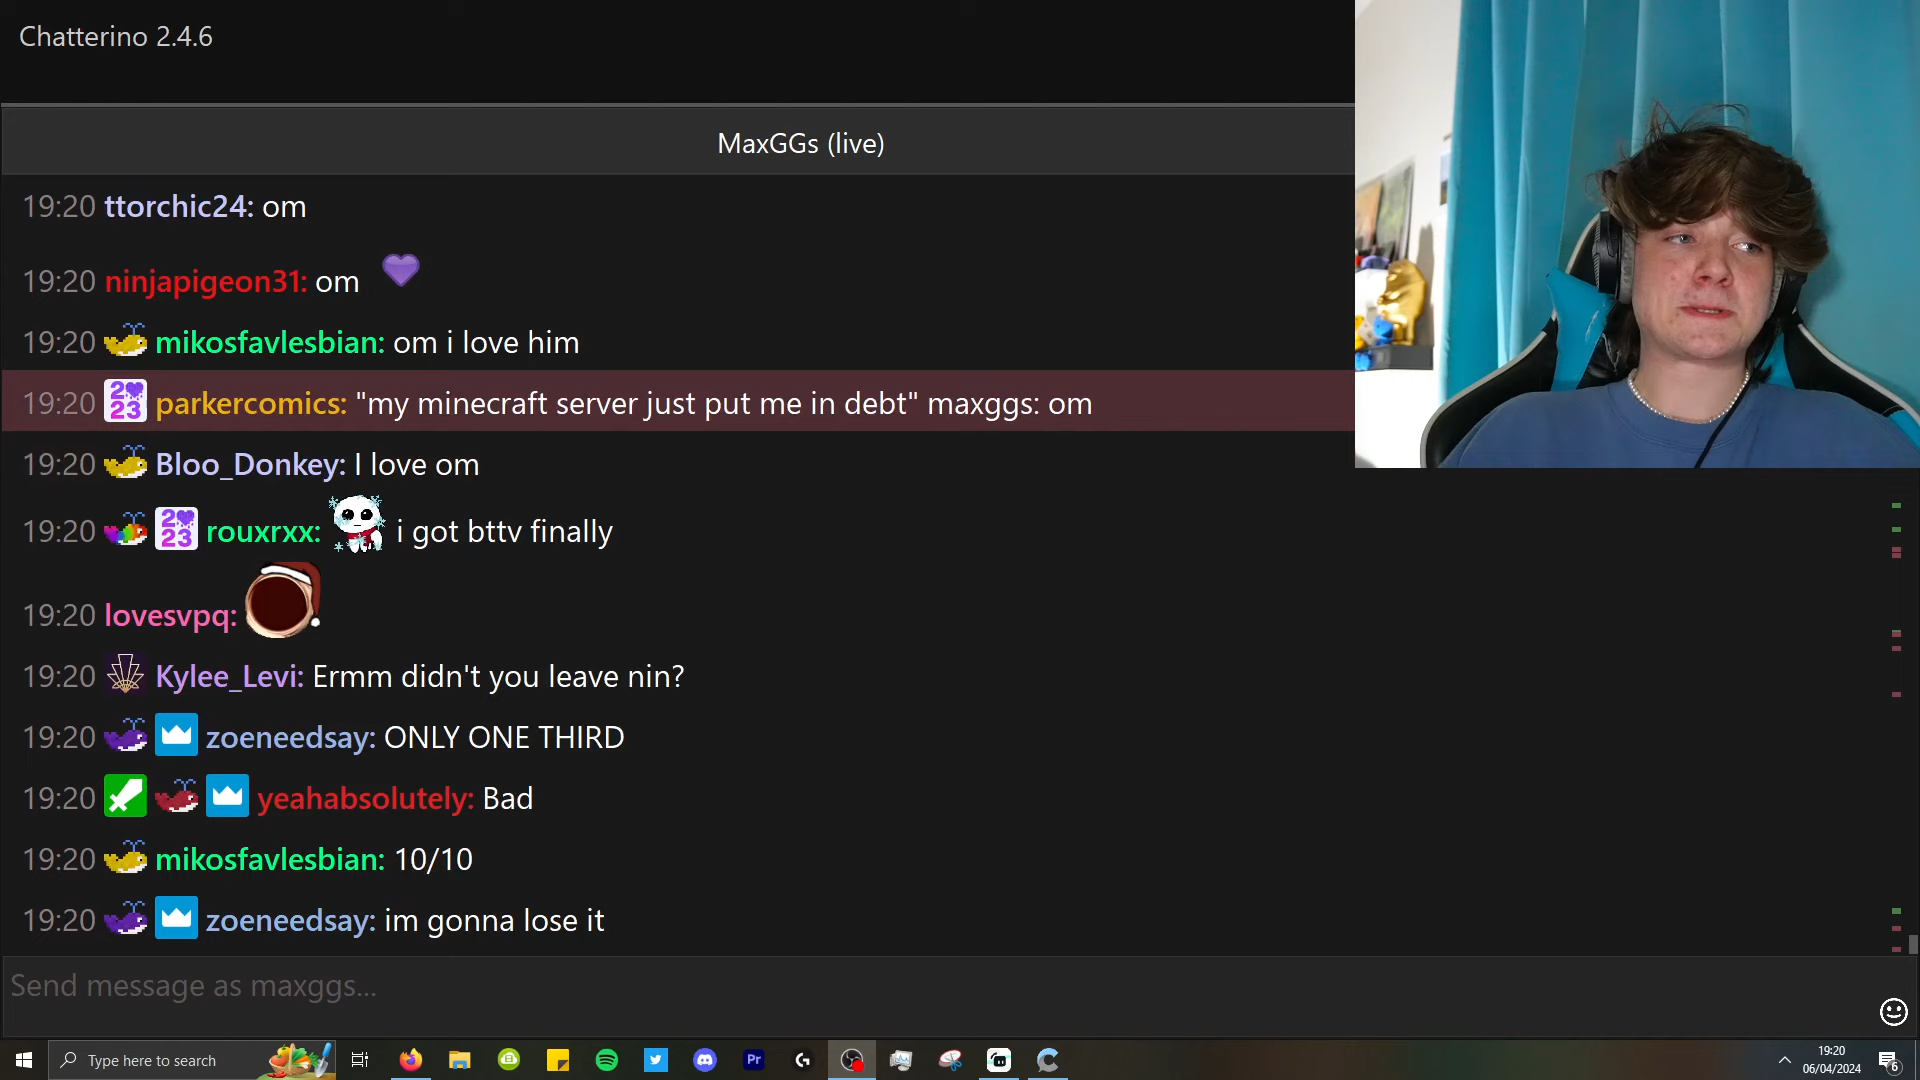 Chatterino 2.4.6
MaxGGs (live)
19:20 ttorchic24: om
19:20 ninjapigeon31: om
19:20 mikosfavlesbian: om i love him
19:20 2023 parkercomics: "my minecraft server just put me in debt" maxggs: om
19:20 Bloo_Donkey: I love om
19:20 2023 rouxrxx: i got bttv finally
19:20 lovesvpq:
19:20 Kylee_Levi: Ermm didn't you leave nin?
19:20 zoeneedsay: ONLY ONE THIRD
19:20 yeahabsolutely: Bad
19:20 mikosfavlesbian: 10/10
19:20 zoeneedsay: im gonna lose it
Send message as maxggs...
Type here to search
Pr
19:20
06/04/2024
6